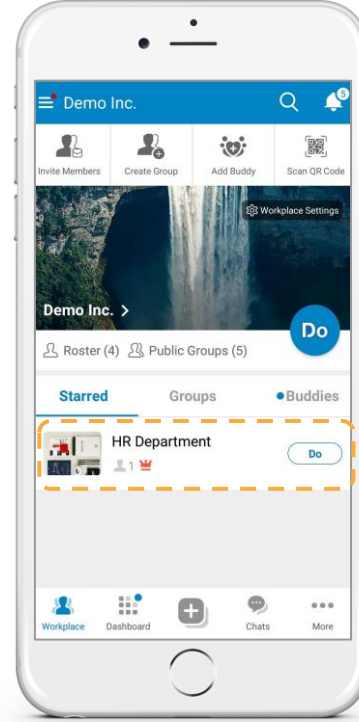 Demo Inc.
5
Invite Members
Create Group
Add Buddy
Scan QR Code
Workplace Settings
Demo Inc. >
Do
Roster (4) Public Groups (5)
Starred Groups Buddies
HR Department
1
Do
Workplace Dashboard Chats More